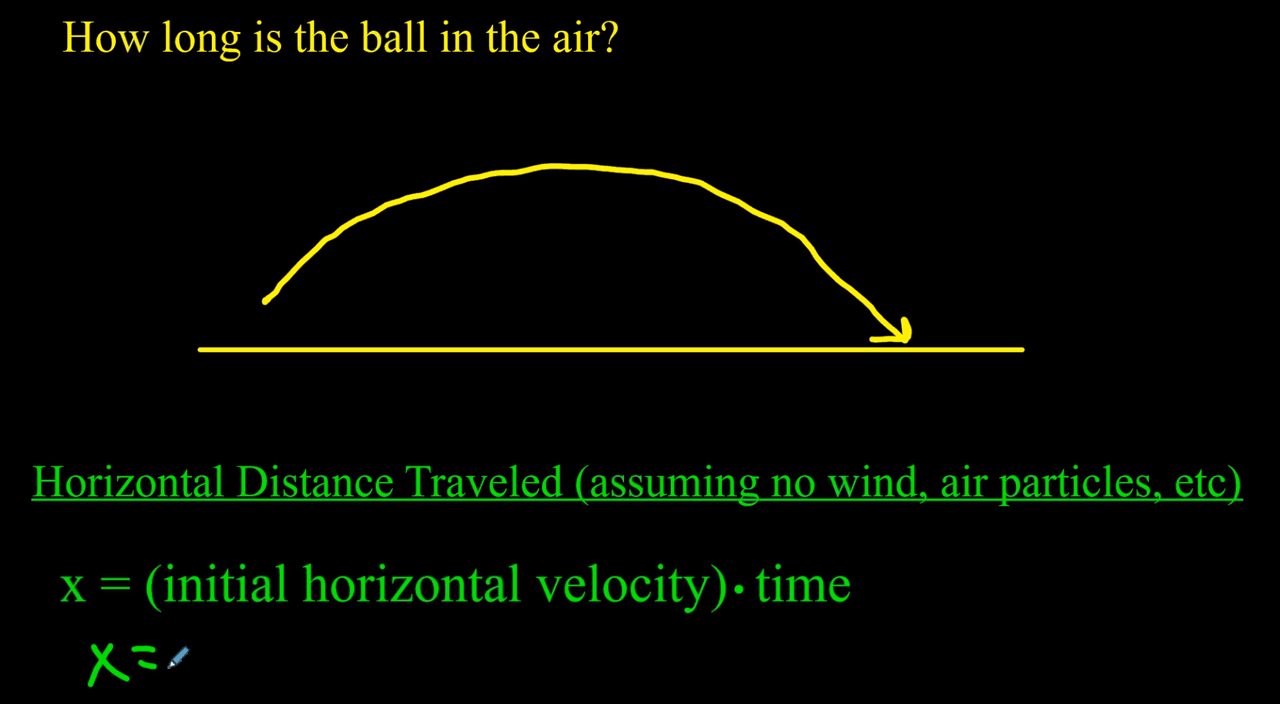 How long is the ball in the air?
Horizontal Distance Traveled (assuming no wind, air particles, etc)
x = (initial horizontal velocity) · time
x =